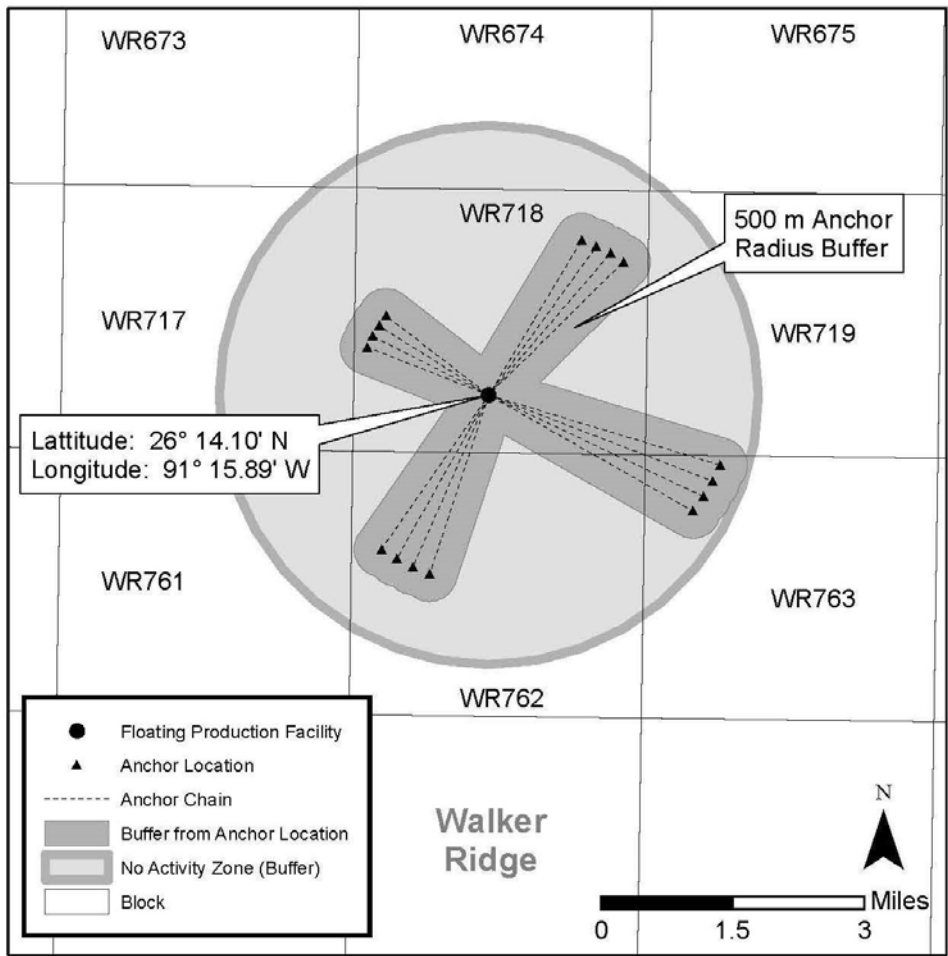 WR673
WR674
WR675
WR718
500 m Anchor
Radius Buffer
WR717
WR719
Lattitude: 26° 14.10' N
Longitude: 91° 15.89' W
WR761
WR763
WR762
Floating Production Facility
Anchor Location
Anchor Chain
Buffer from Anchor Location
No Activity Zone (Buffer)
Block
Walker
Ridge
N
Miles
0 1.5 3